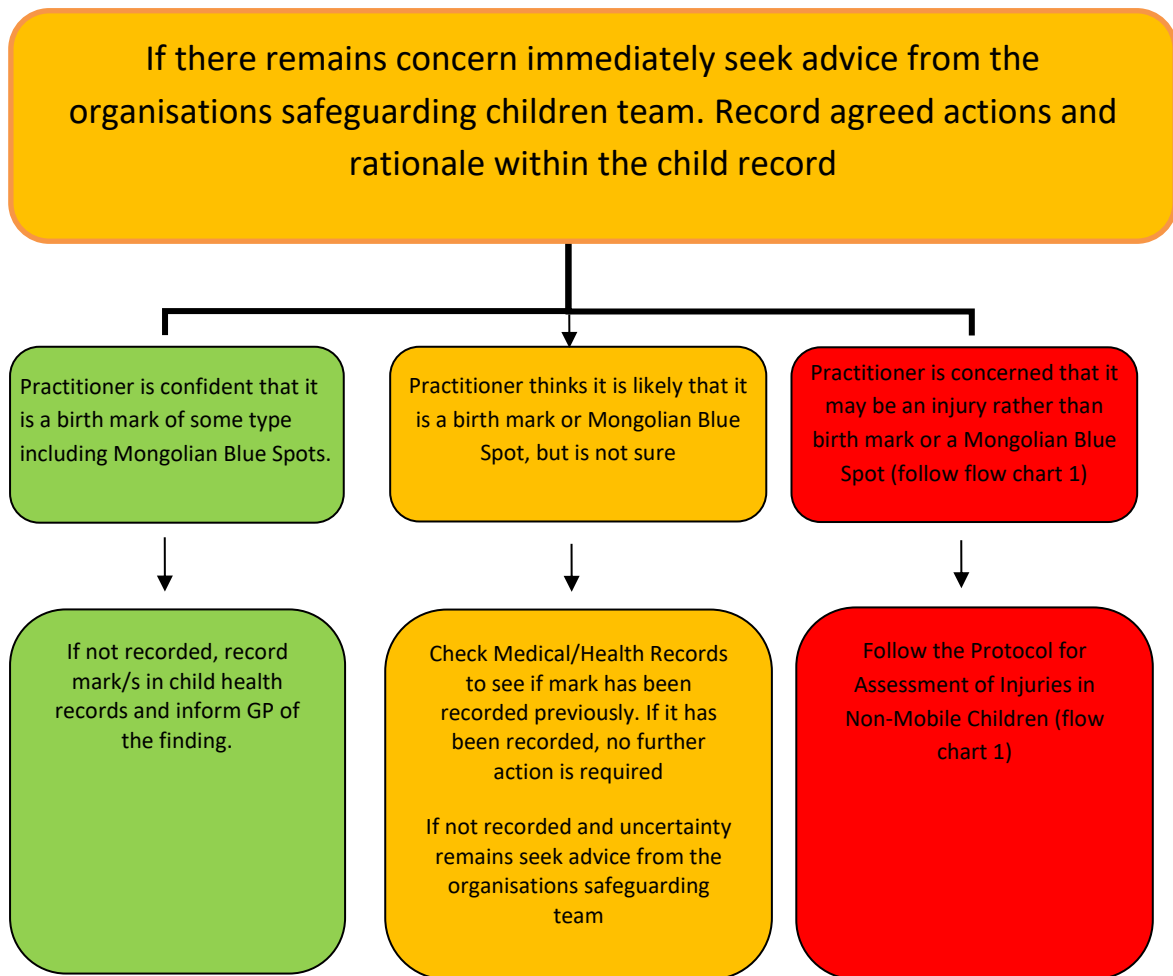 If there remains concern immediately seek advice from the
organisations safeguarding children team. Record agreed actions and
rationale within the child record
Practitioner is confident that it
is a birth mark of some type
including Mongolian Blue Spots.
Practitioner thinks it is likely that it
is a birth mark or Mongolian Blue
Spot, but is not sure
Practitioner is concerned that it
may be an injury rather than
birth mark or a Mongolian Blue
Spot (follow flow chart 1)
If not recorded, record
mark/s in child health
records and inform GP of
the finding.
Check Medical/Health Records
to see if mark has been
recorded previously. If it has
been recorded, no further
action is required
If not recorded and uncertainty
remains seek advice from the
organisations safeguarding
team
Follow the Protocol for
Assessment of Injuries in
Non-Mobile Children (flow
chart 1)